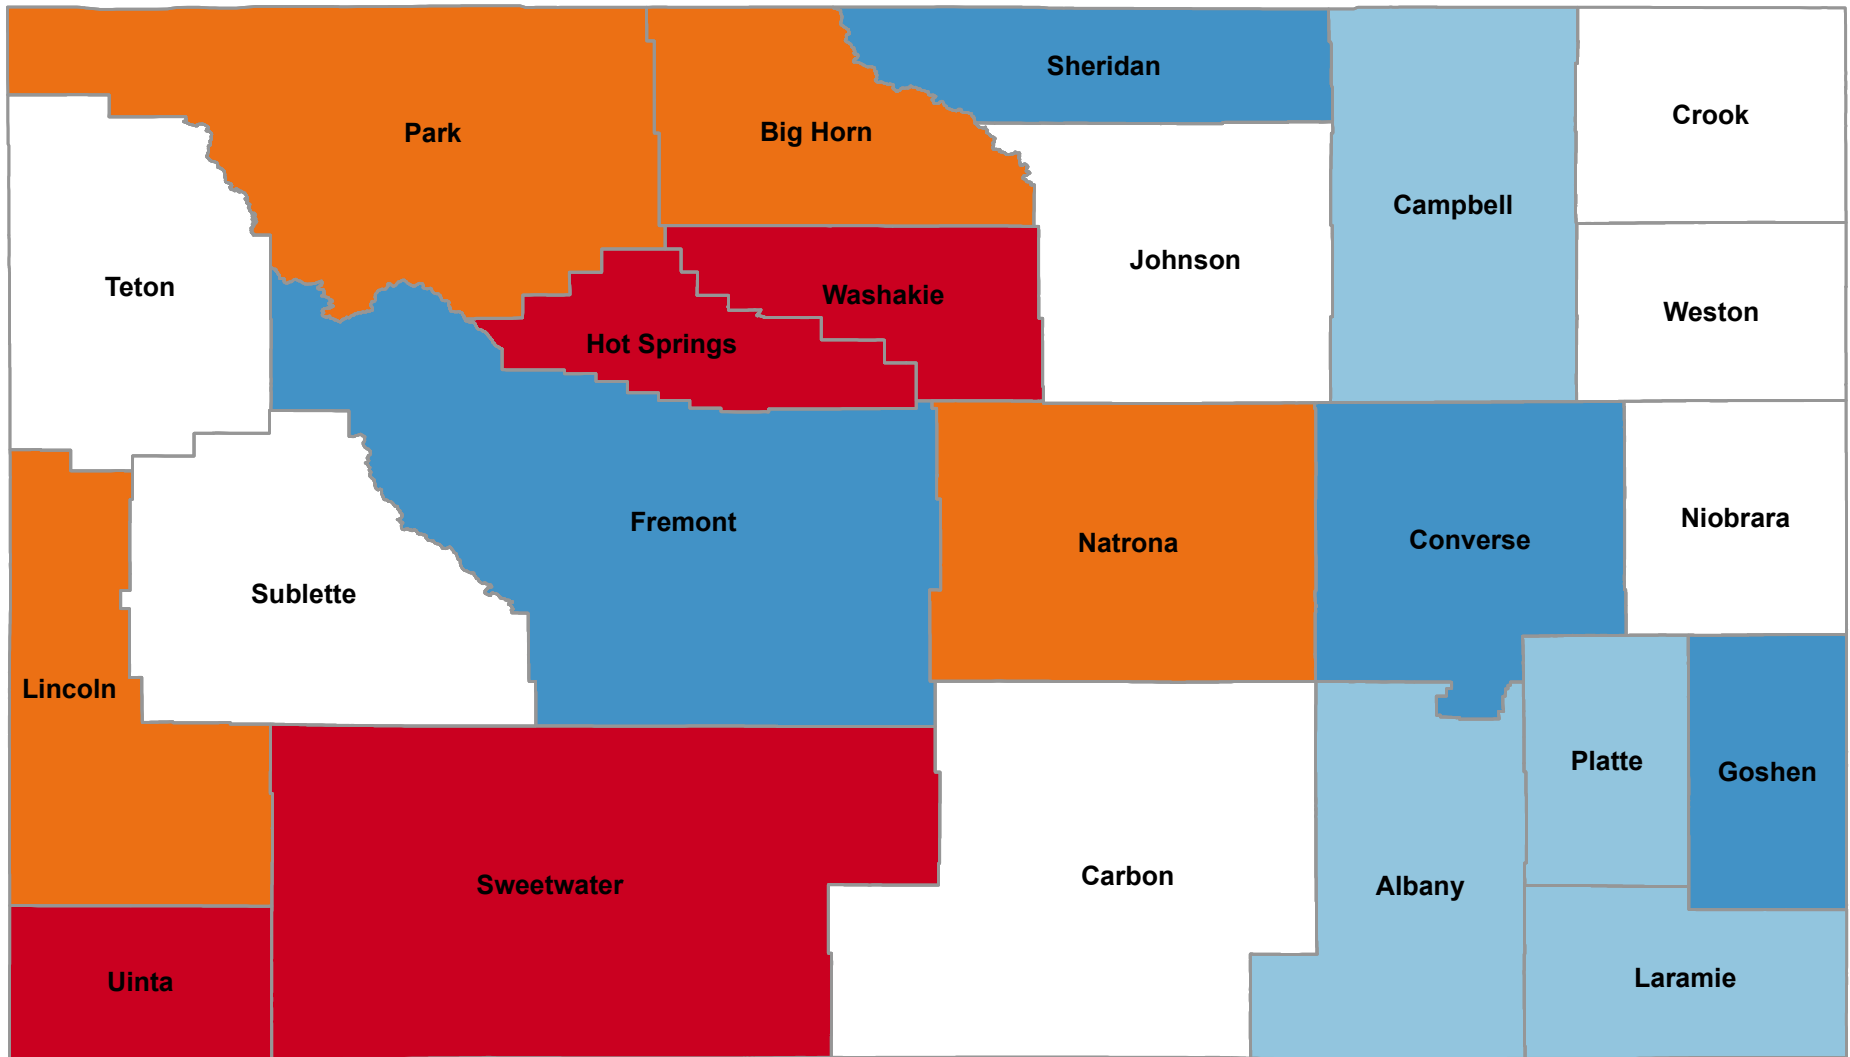 Sheridan
Crook
Park
Big Horn
Campbell
Johnson
Teton
Washakie
Weston
Hot Springs
Niobrara
Fremont
Converse
Natrona
Sublette
Lincoln
Platte
Goshen
Carbon
Sweetwater
Albany
Laramie
Uinta